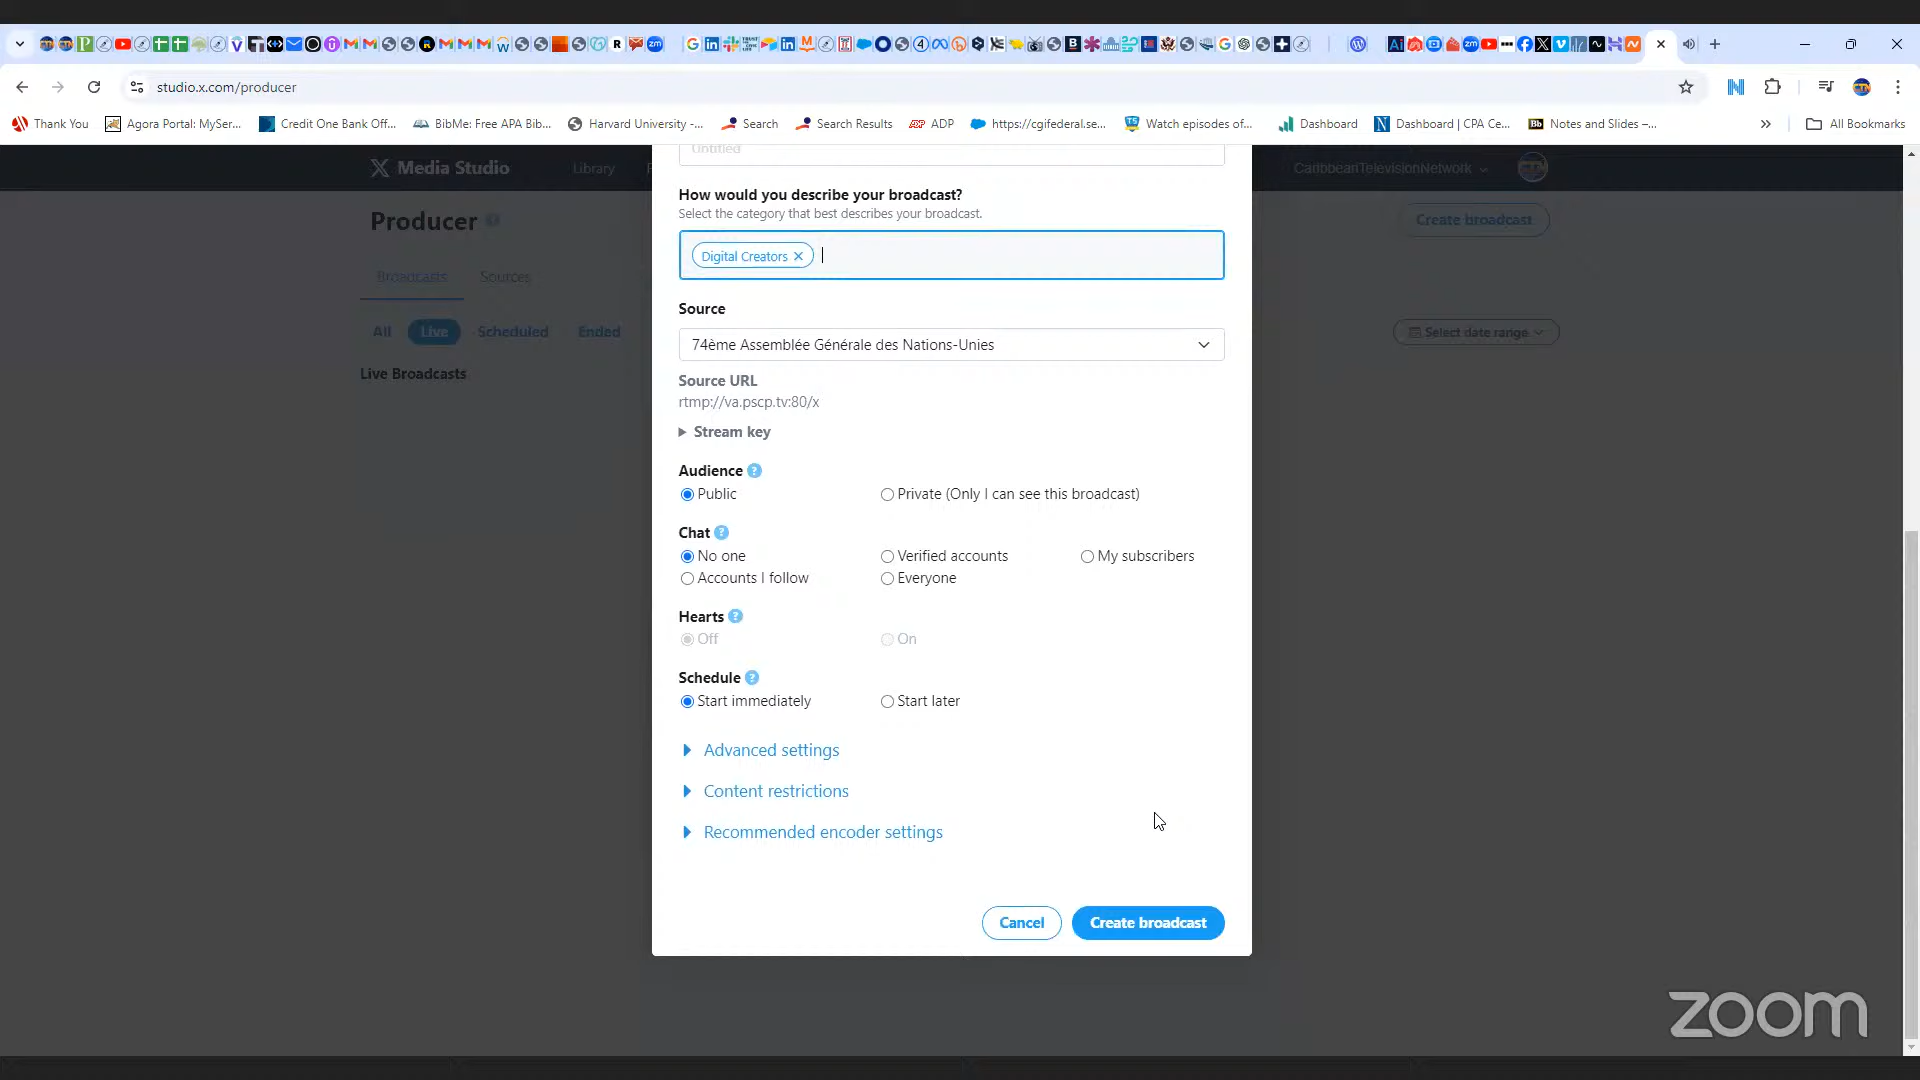 studio.x.com/producer
Thank You
Agora Portal: MySer...
Credit One Bank Off...
BibMe: Free APA Bib...
Harvard University -...
Search
Search Results
ADP
https://cgifederal.se...
Watch episodes of...
Dashboard
Dashboard | CPA Ce...
Notes and Slides –...
All Bookmarks
Media Studio
Library
CaribbeanTelevisionNetwork
Untitled
Producer
Create broadcast
How would you describe your broadcast?
Select the category that best describes your broadcast.
Digital Creators
Broadcasts
Sources
All
Live
Scheduled
Ended
Select date range
Live Broadcasts
Source
74ème Assemblée Générale des Nations-Unies
Source URL
rtmp://va.pscp.tv:80/x
Stream key
Audience ?
Public
Private (Only I can see this broadcast)
Chat ?
No one
Verified accounts
My subscribers
Accounts I follow
Everyone
Hearts ?
Off
On
Schedule ?
Start immediately
Start later
Advanced settings
Content restrictions
Recommended encoder settings
Cancel
Create broadcast
zoom